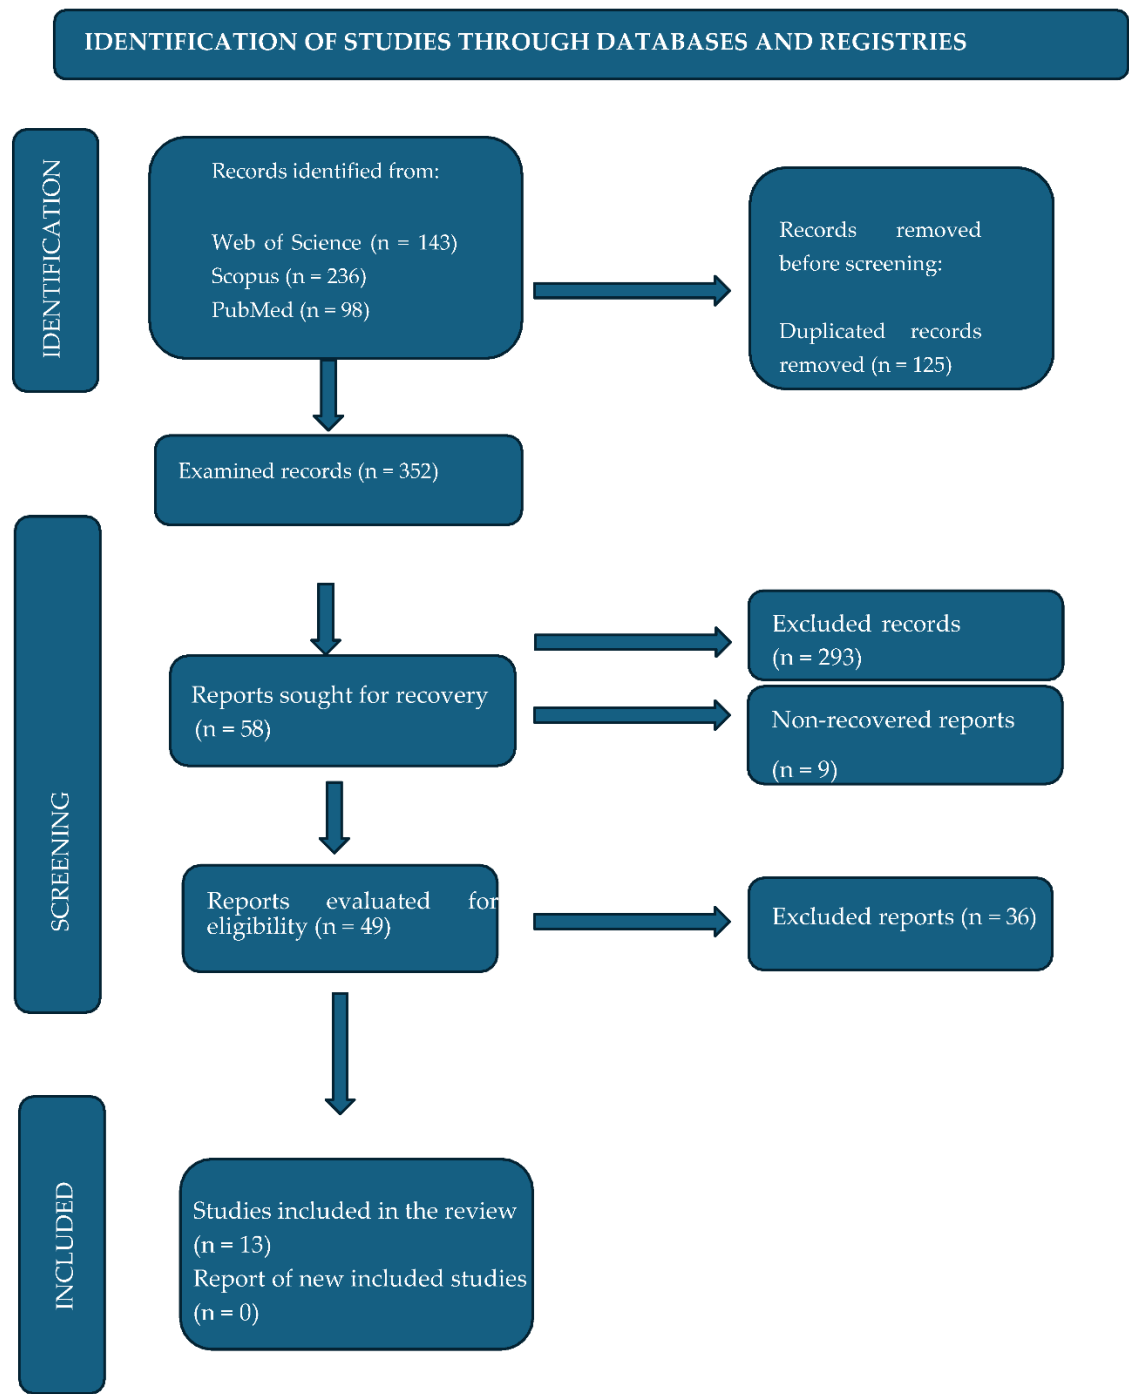 IDENTIFICATION OF STUDIES THROUGH DATABASES AND REGISTRIES
IDENTIFICATION
Records identified from:
Web of Science (n = 143)
Scopus (n = 236)
PubMed (n = 98)
Records removed
before screening:
Duplicated records
removed (n = 125)
Examined records (n = 352)
SCREENING
Reports sought for recovery
(n = 58)
Excluded records
(n = 293)
Non-recovered reports
(n = 9)
Reports evaluated for
eligibility (n = 49)
Excluded reports (n = 36)
INCLUDED
Studies included in the review
(n = 13)
Report of new included studies
(n = 0)